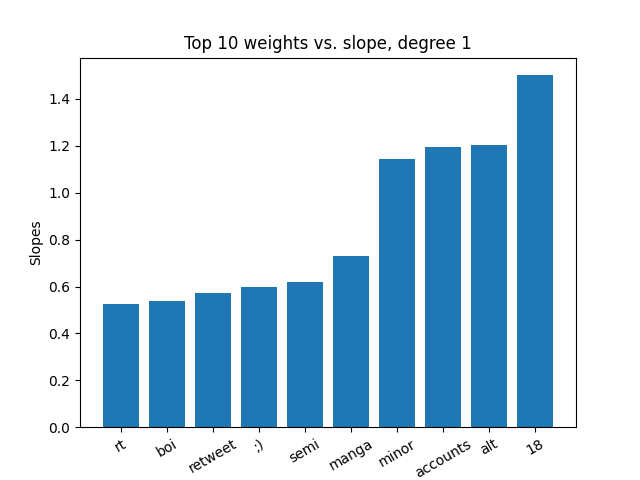 Top 10 weights vs. slope, degree 1
Slopes
1.4
1.2
1.0
0.8
0.6
0.4
0.2
0.0
rt
boi
retweet
;)
semi
manga
minor
accounts
alt
18